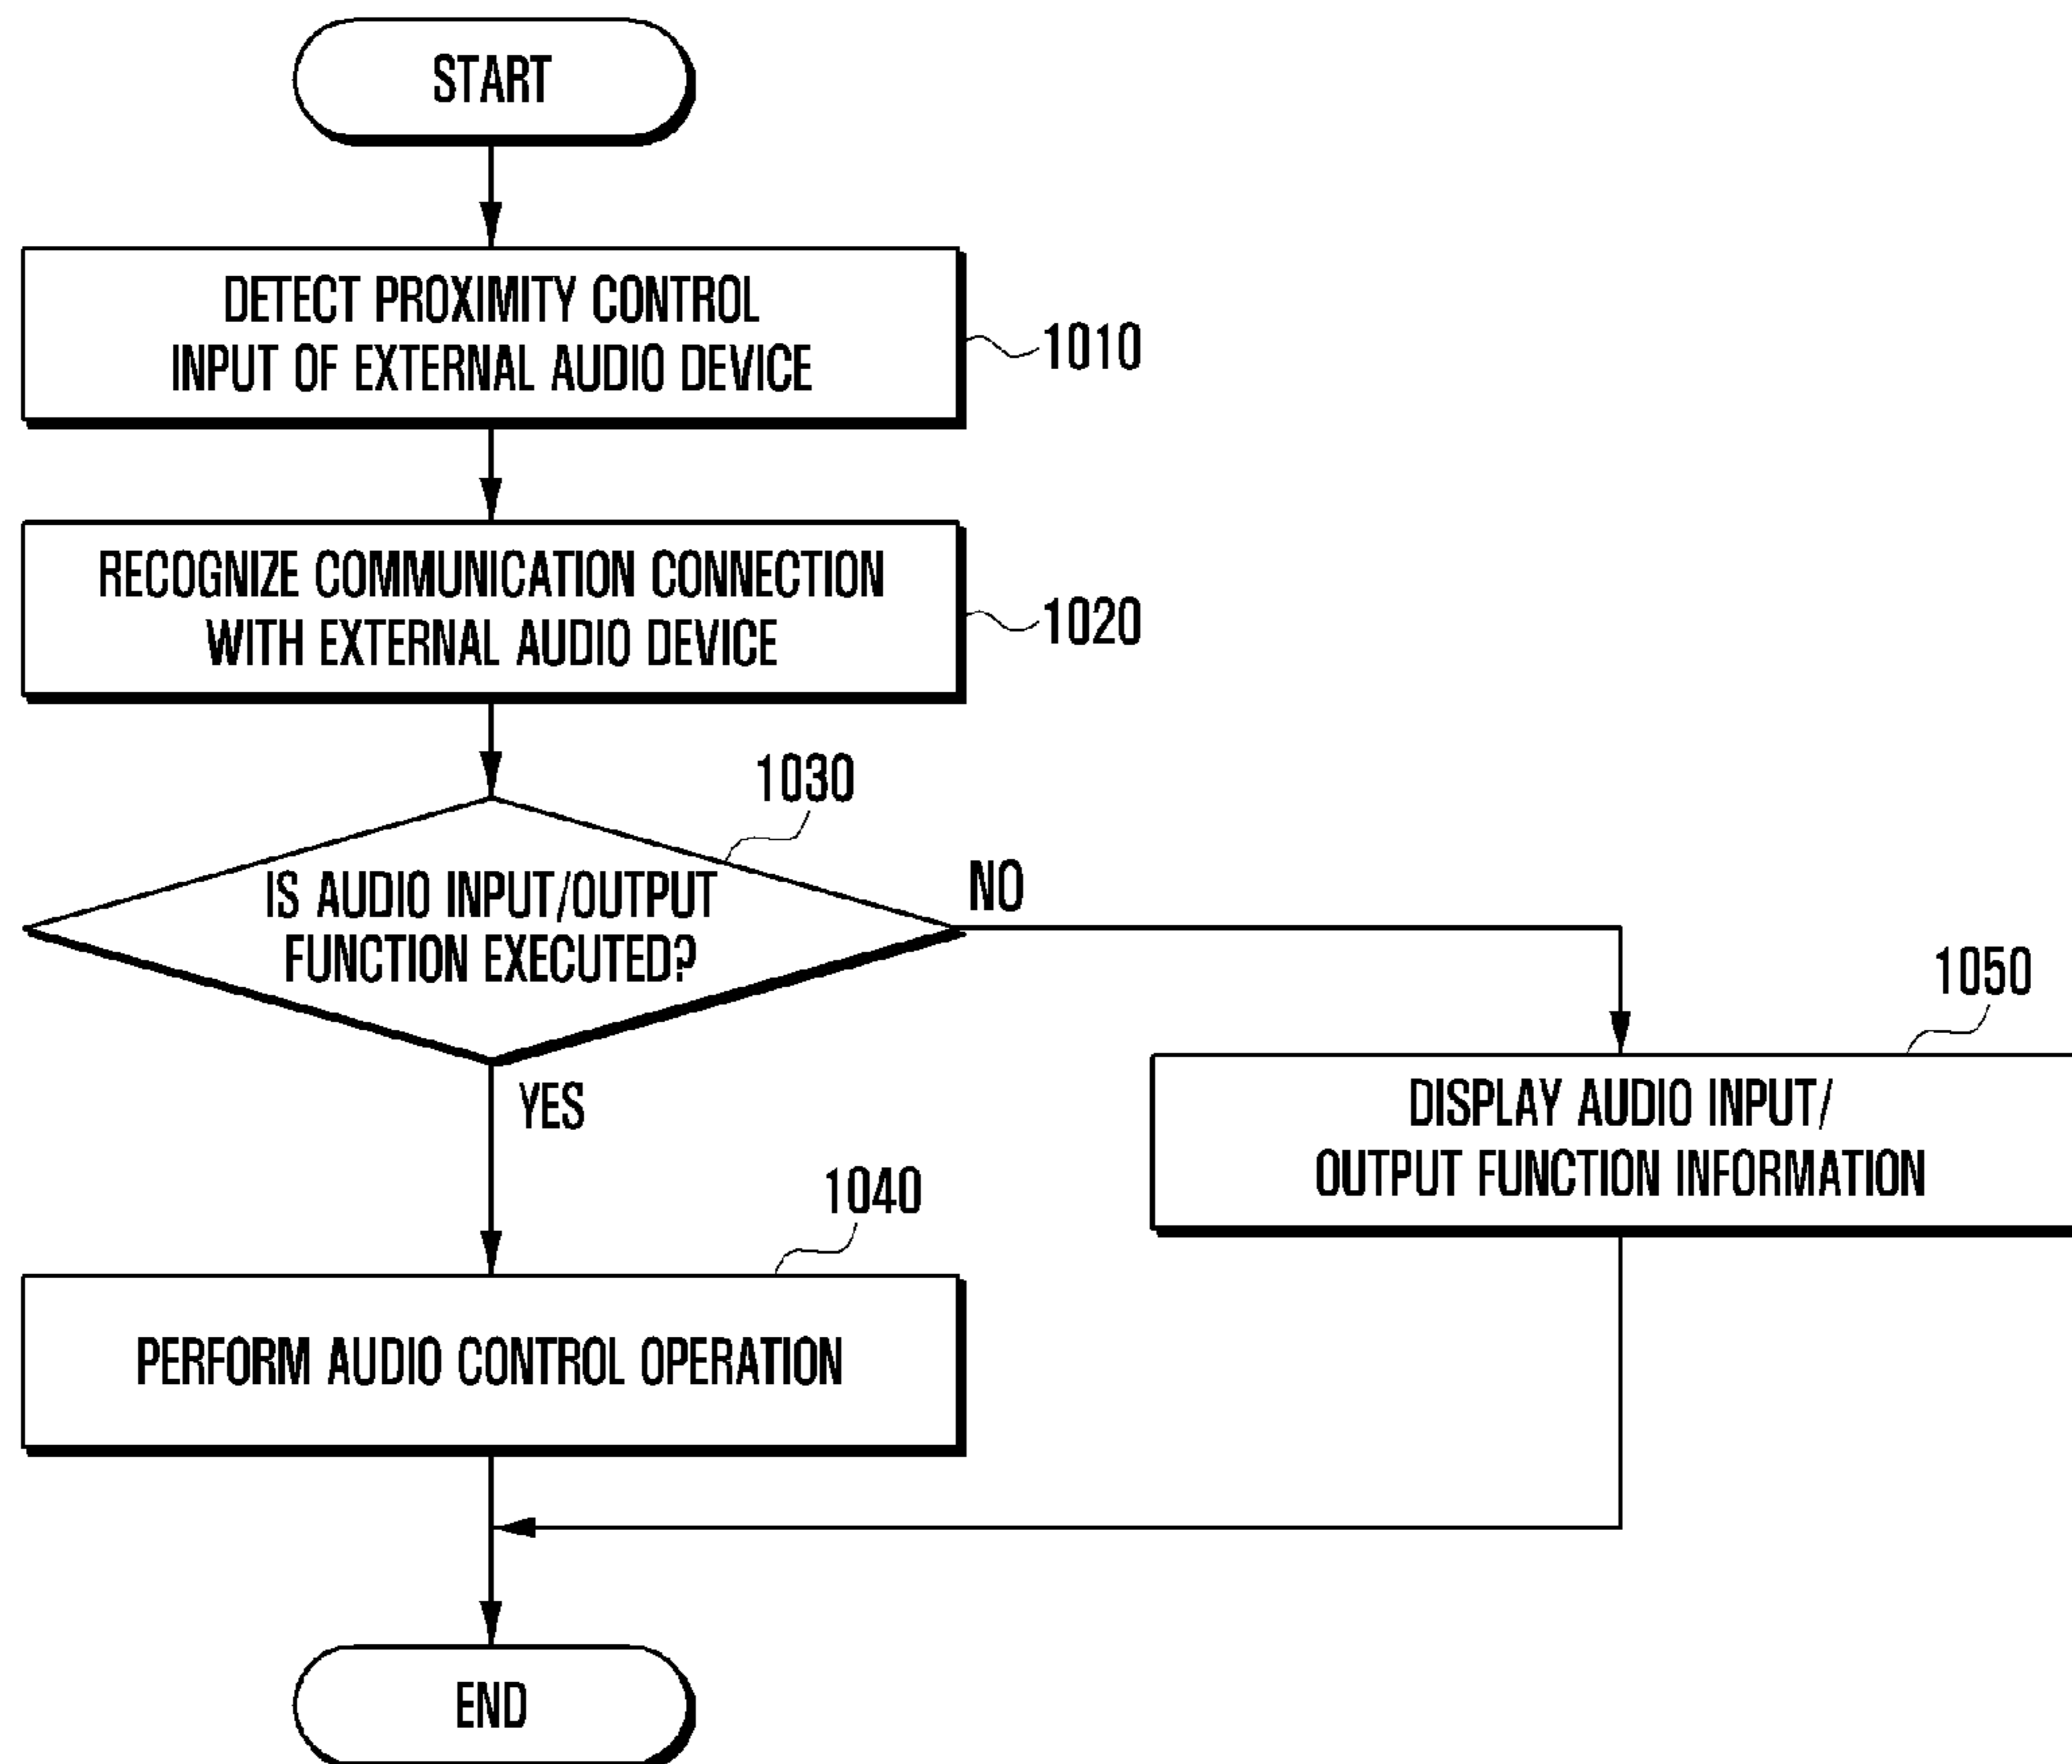 START
DETECT PROXIMITY CONTROL
INPUT OF EXTERNAL AUDIO DEVICE
1010
RECOGNIZE COMMUNICATION CONNECTION
WITH EXTERNAL AUDIO DEVICE
1020
1030
IS AUDIO INPUT/OUTPUT
FUNCTION EXECUTED?
NO
YES
1050
DISPLAY AUDIO INPUT/
OUTPUT FUNCTION INFORMATION
1040
PERFORM AUDIO CONTROL OPERATION
END